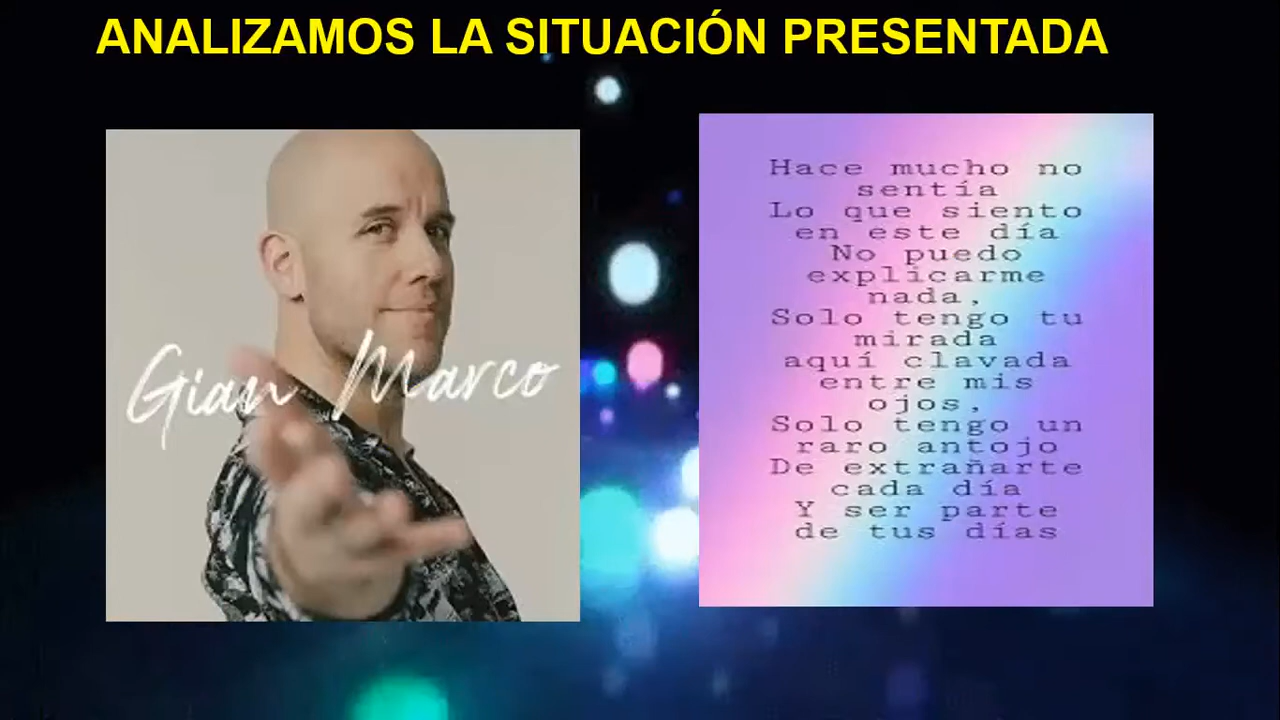 ANALIZAMOS LA SITUACIÓN PRESENTADA
Gian Marco
Hace mucho no
sentía
Lo que siento
en este día
No puedo
explicarme
nada,
Solo tengo tu
mirada
aquí clavada
entre mis
ojos,
Solo tengo un
raro antojo
De extrañarte
cada día
Y ser parte
de tus días